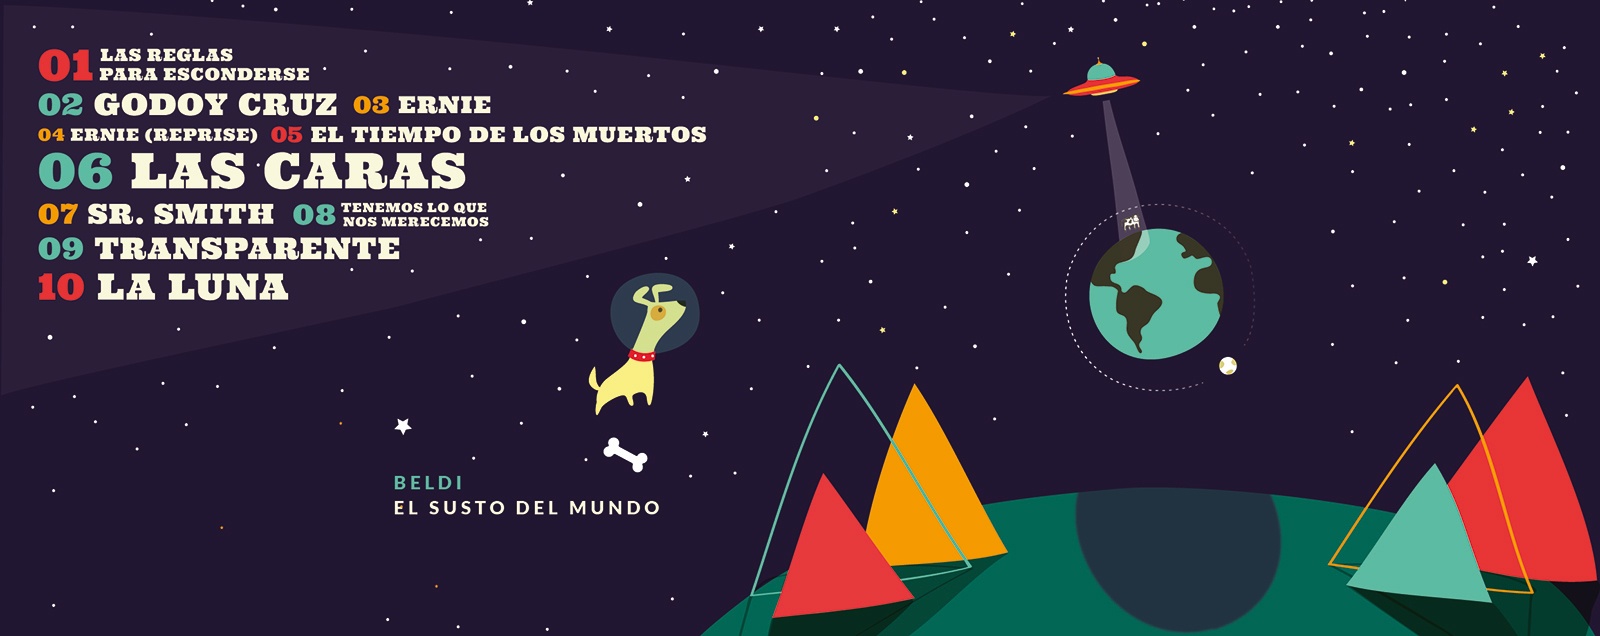 01 LAS REGLAS
PARA ESCONDERSE
02 GODOY CRUZ 03 ERNIE
04 ERNIE (REPRISE) 05 EL TIEMPO DE LOS MUERTOS
06 LAS CARAS
07 SR. SMITH 08 TENEMOS LO QUE
NOS MERECEMOS
09 TRANSPARENTE
10 LA LUNA
BELDI
EL SUSTO DEL MUNDO